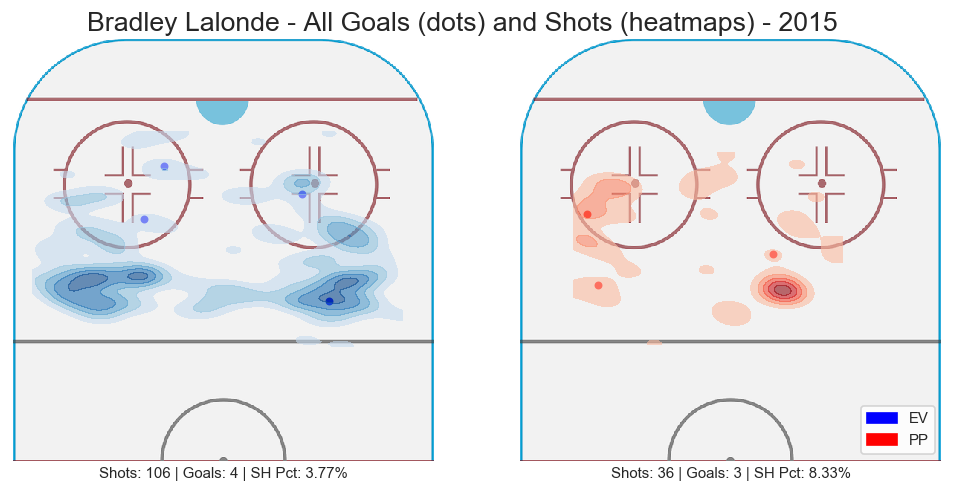 Bradley Lalonde - All Goals (dots) and Shots (heatmaps) - 2015
EV
PP
Shots: 106 | Goals: 4 | SH Pct: 3.77%
Shots: 36 | Goals: 3 | SH Pct: 8.33%